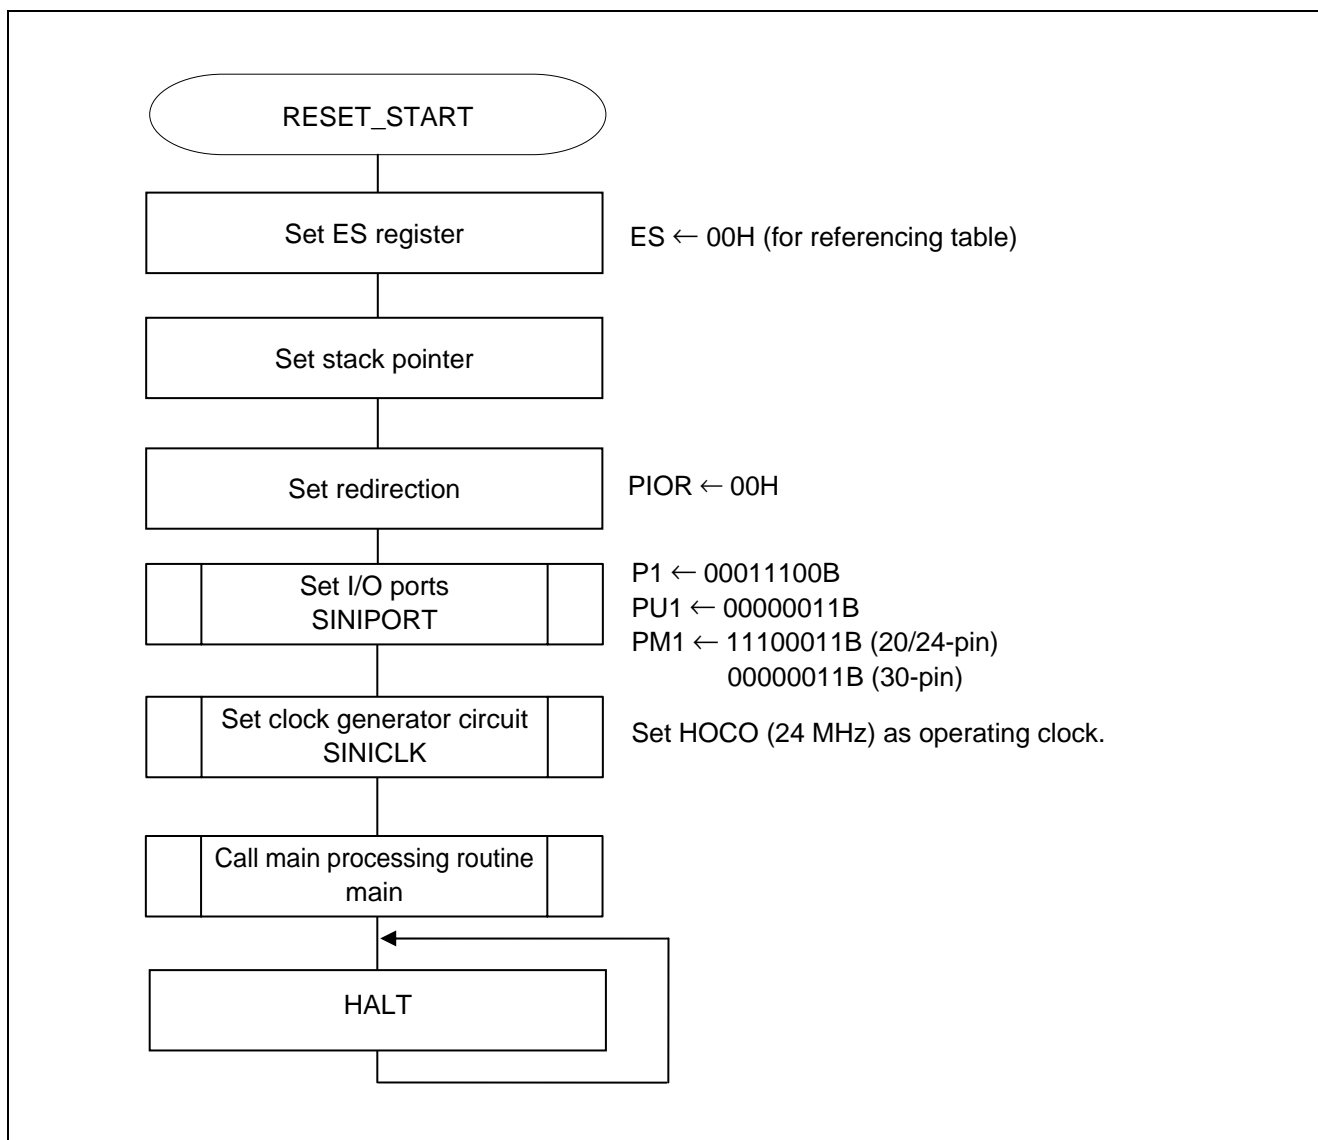 RESET_START
Set ES register
ES ← 00H (for referencing table)
Set stack pointer
Set redirection
PIOR ← 00H
Set I/O ports
SINIPORT
P1 ← 00011100B
PU1 ← 00000011B
PM1 ← 11100011B (20/24-pin)
00000011B (30-pin)
Set clock generator circuit
SINICLK
Set HOCO (24 MHz) as operating clock.
Call main processing routine
main
HALT